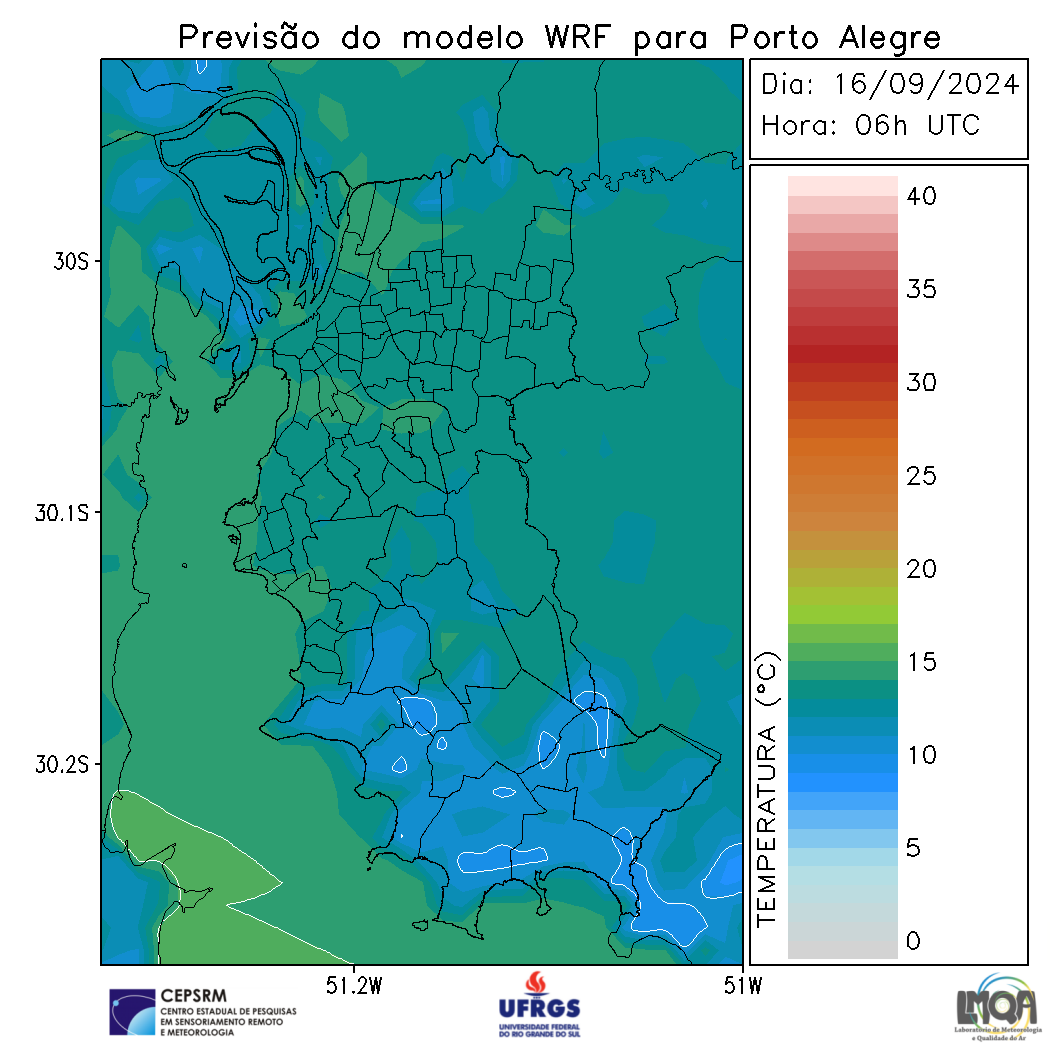 Previsão do modelo WRF para Porto Alegre
Dia: 16/09/2024
Hora: 06h UTC
40
35
30
25
20
15
10
5
0
TEMPERATURA (°C)
30S
30.1S
30.2S
51.2W
51W
CEPSRM
CENTRO ESTADUAL DE PESQUISAS
EM SENSORIAMENTO REMOTO
E METEOROLOGIA
UFRGS
UNIVERSIDADE FEDERAL
DO RIO GRANDE DO SUL
LMQA
Laboratório de Meteorologia
e Qualidade do Ar